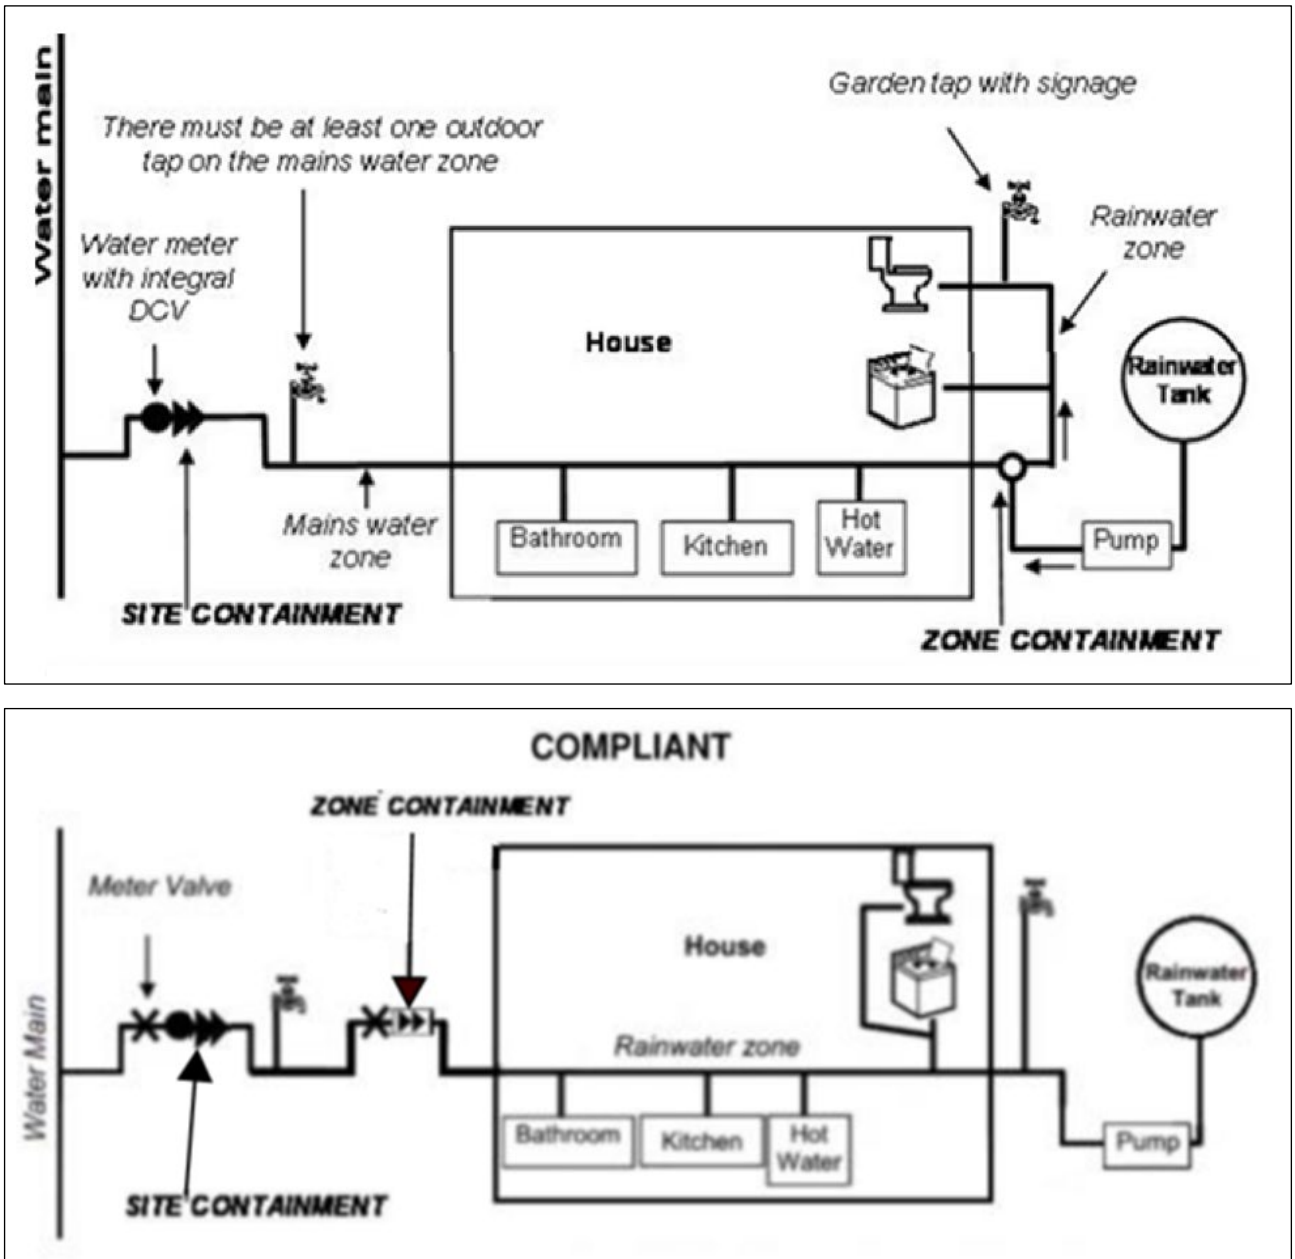 Water main
There must be at least one outdoor
tap on the mains water zone
Garden tap with signage
Water meter
with integral
DCV
Rainwater
zone
House
Rainwater
Tank
Mains water
zone
Bathroom
Kitchen
Hot
Water
Pump
SITE CONTAINMENT
ZONE CONTAINMENT
COMPLIANT
ZONE CONTAINMENT
Meter Valve
House
Rainwater
Tank
Water Main
Rainwater zone
Bathroom
Kitchen
Hot
Water
Pump
SITE CONTAINMENT